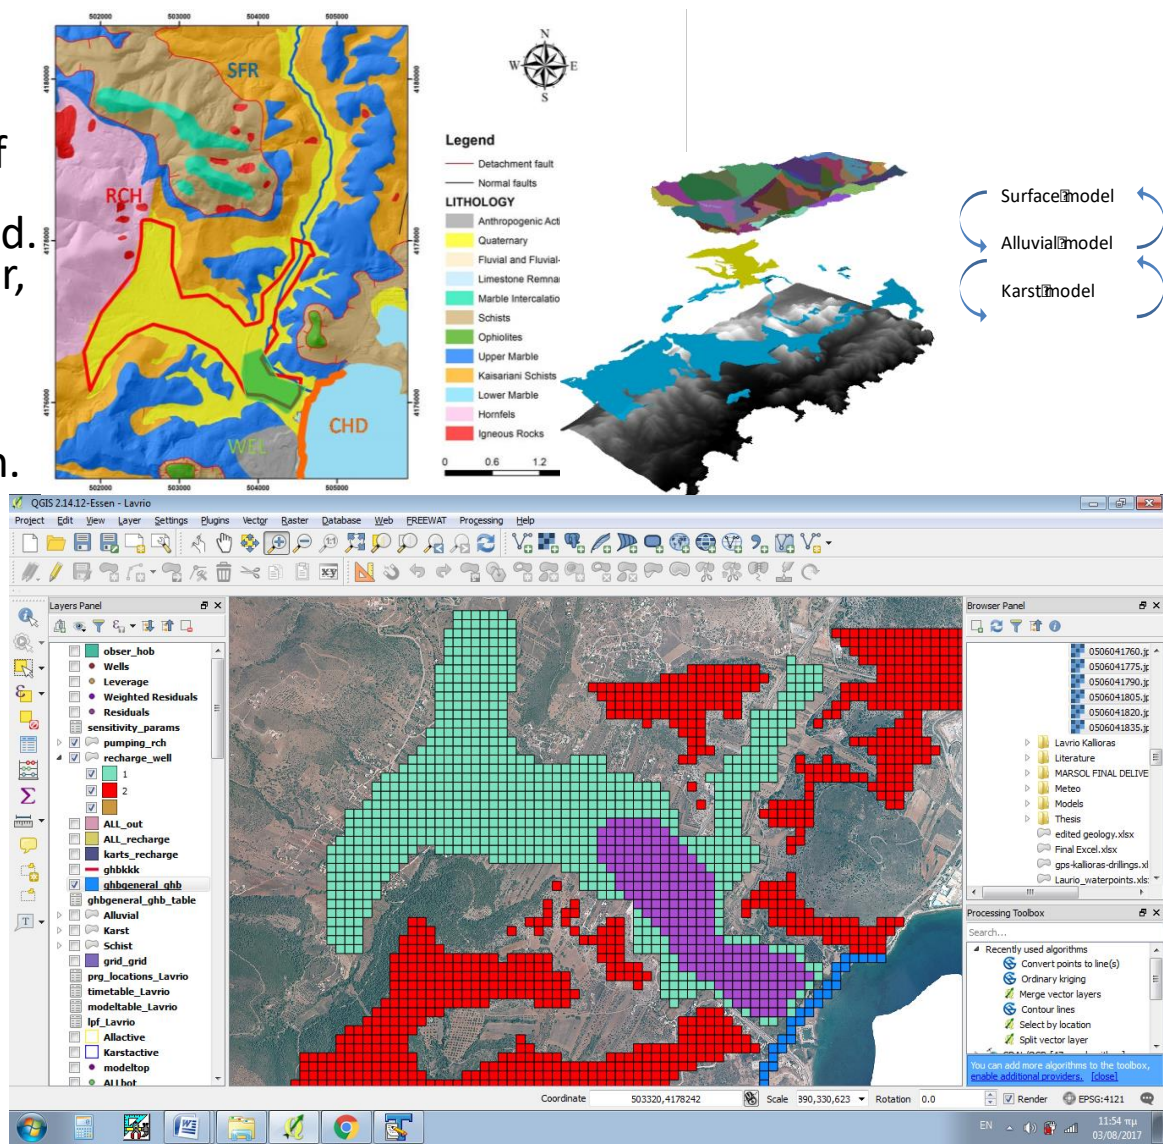 502000 503000 504000 505000
4180000
4178000
4176000
4180000
4178000
4176000
SFR
RCH
WEL
CHD
502000 503000 504000 505000
N
W E
S
f
d.
r,
n.
Legend
Detachment fault
Normal faults
LITHOLOGY
Anthropogenic Acti
Quaternary
Fluvial and Fluvial-
Limestone Remna
Marble Intercalatio
Schists
Ophiolites
Upper Marble
Kaisariani Schists
Lower Marble
Hornfels
Igneous Rocks
0 0.6 1.2
Surface model
Alluvial model
Karst model
QGIS 2.14.12-Essen - Lavrio
Project Edit View Layer Settings Plugins Vector Raster Database Web FREEWAT Processing Help
Layers Panel
obser_hob
Wells
Leverage
Weighted Residuals
Residuals
sensitivity_params
pumping_rch
recharge_well
1
2
ALL_out
ALL_recharge
karts_recharge
ghbkkk
ghbgeneral_ghb
ghbgeneral_ghb_table
Alluvial
Karst
Schist
grid_grid
prg_locations_Lavrio
timetable_Lavrio
modeltable_Lavrio
lpf_Lavrio
Allactive
Karstactive
modeltop
ALLbot
Browser Panel
0506041760.jp
0506041775.jp
0506041790.jp
0506041805.jp
0506041820.jp
0506041835.jp
Lavrio Kallioras
Literature
MARSOL FINAL DELIVE
Meteo
Models
Thesis
edited geology.xlsx
Final Excel.xlsx
gps-kallioras-drillings.xl
Laurio_waterpoints.xls
Processing Toolbox
Search...
Recently used algorithms
Convert points to line(s)
Ordinary kriging
Merge vector layers
Contour lines
Select by location
Split vector layer
You can add more algorithms to the toolbox,
enable additional providers. [close]
Coordinate 503320,4178242 Scale 390,330,623 Rotation 0.0 Render EPSG:4121
EN 11:54 πμ
03/08/2017